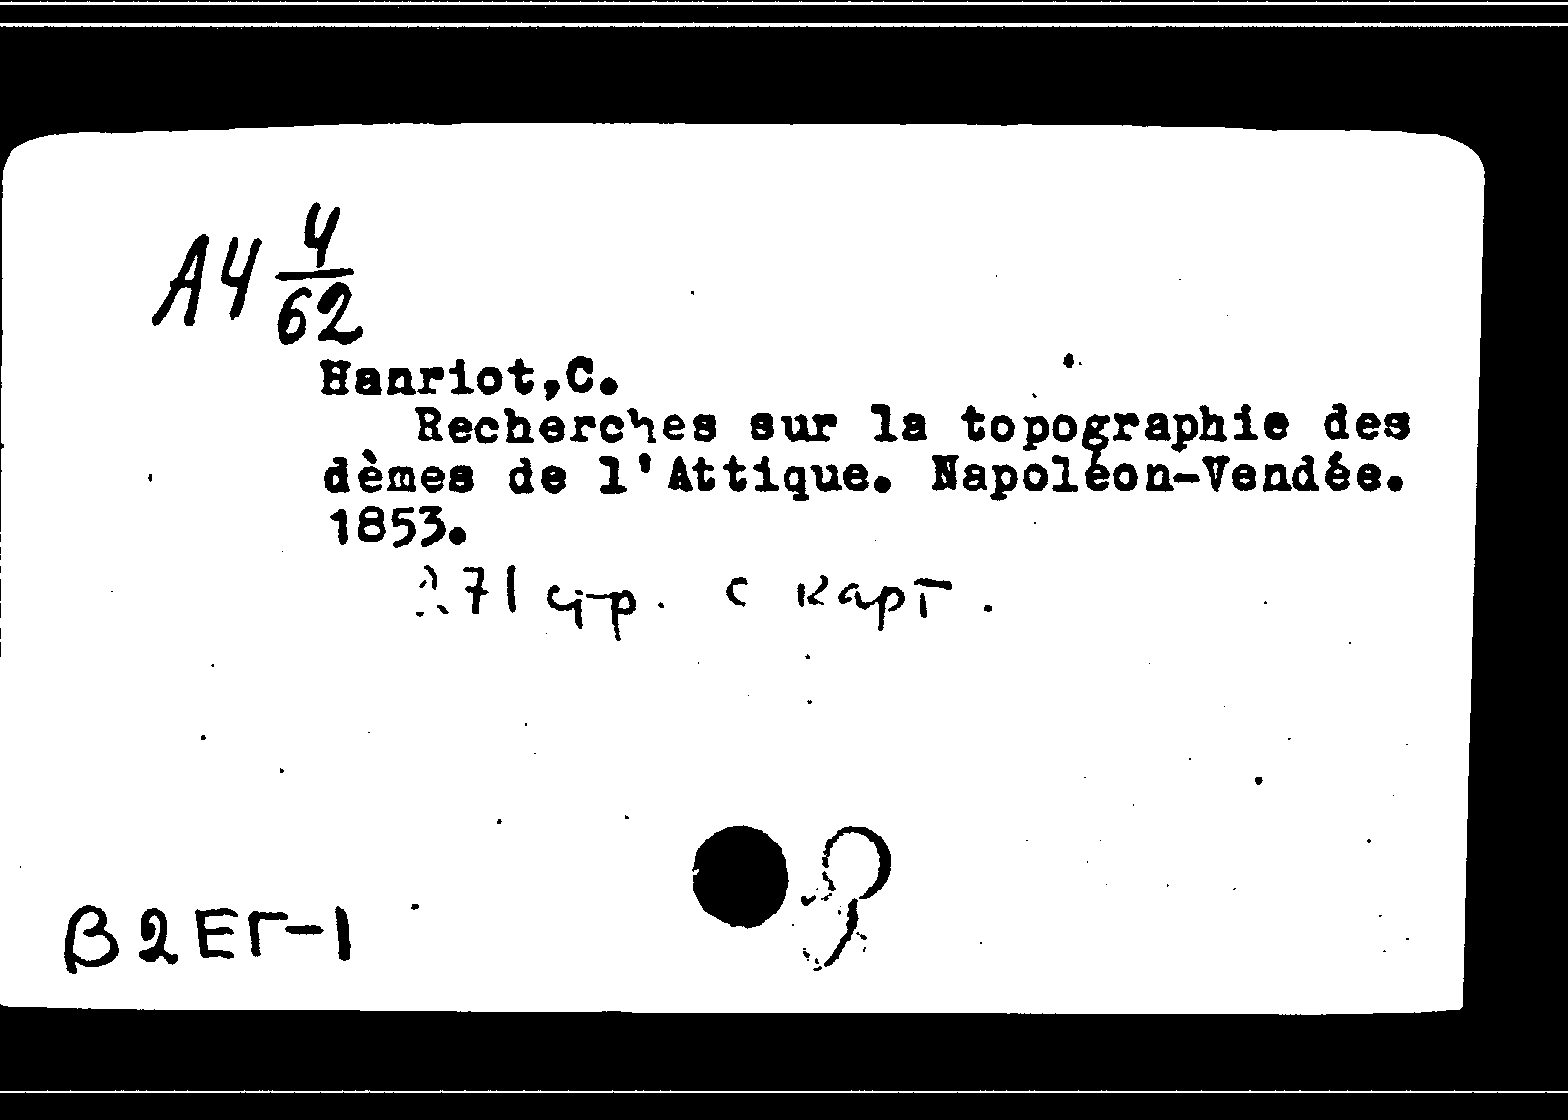 А4 4/62
Hanriot,C.
Recherches sur la topographie des
dèmes de l'Attique. Napoléon-Vendée.
1853.
271 стр. с карт.
В2ЕГ-1